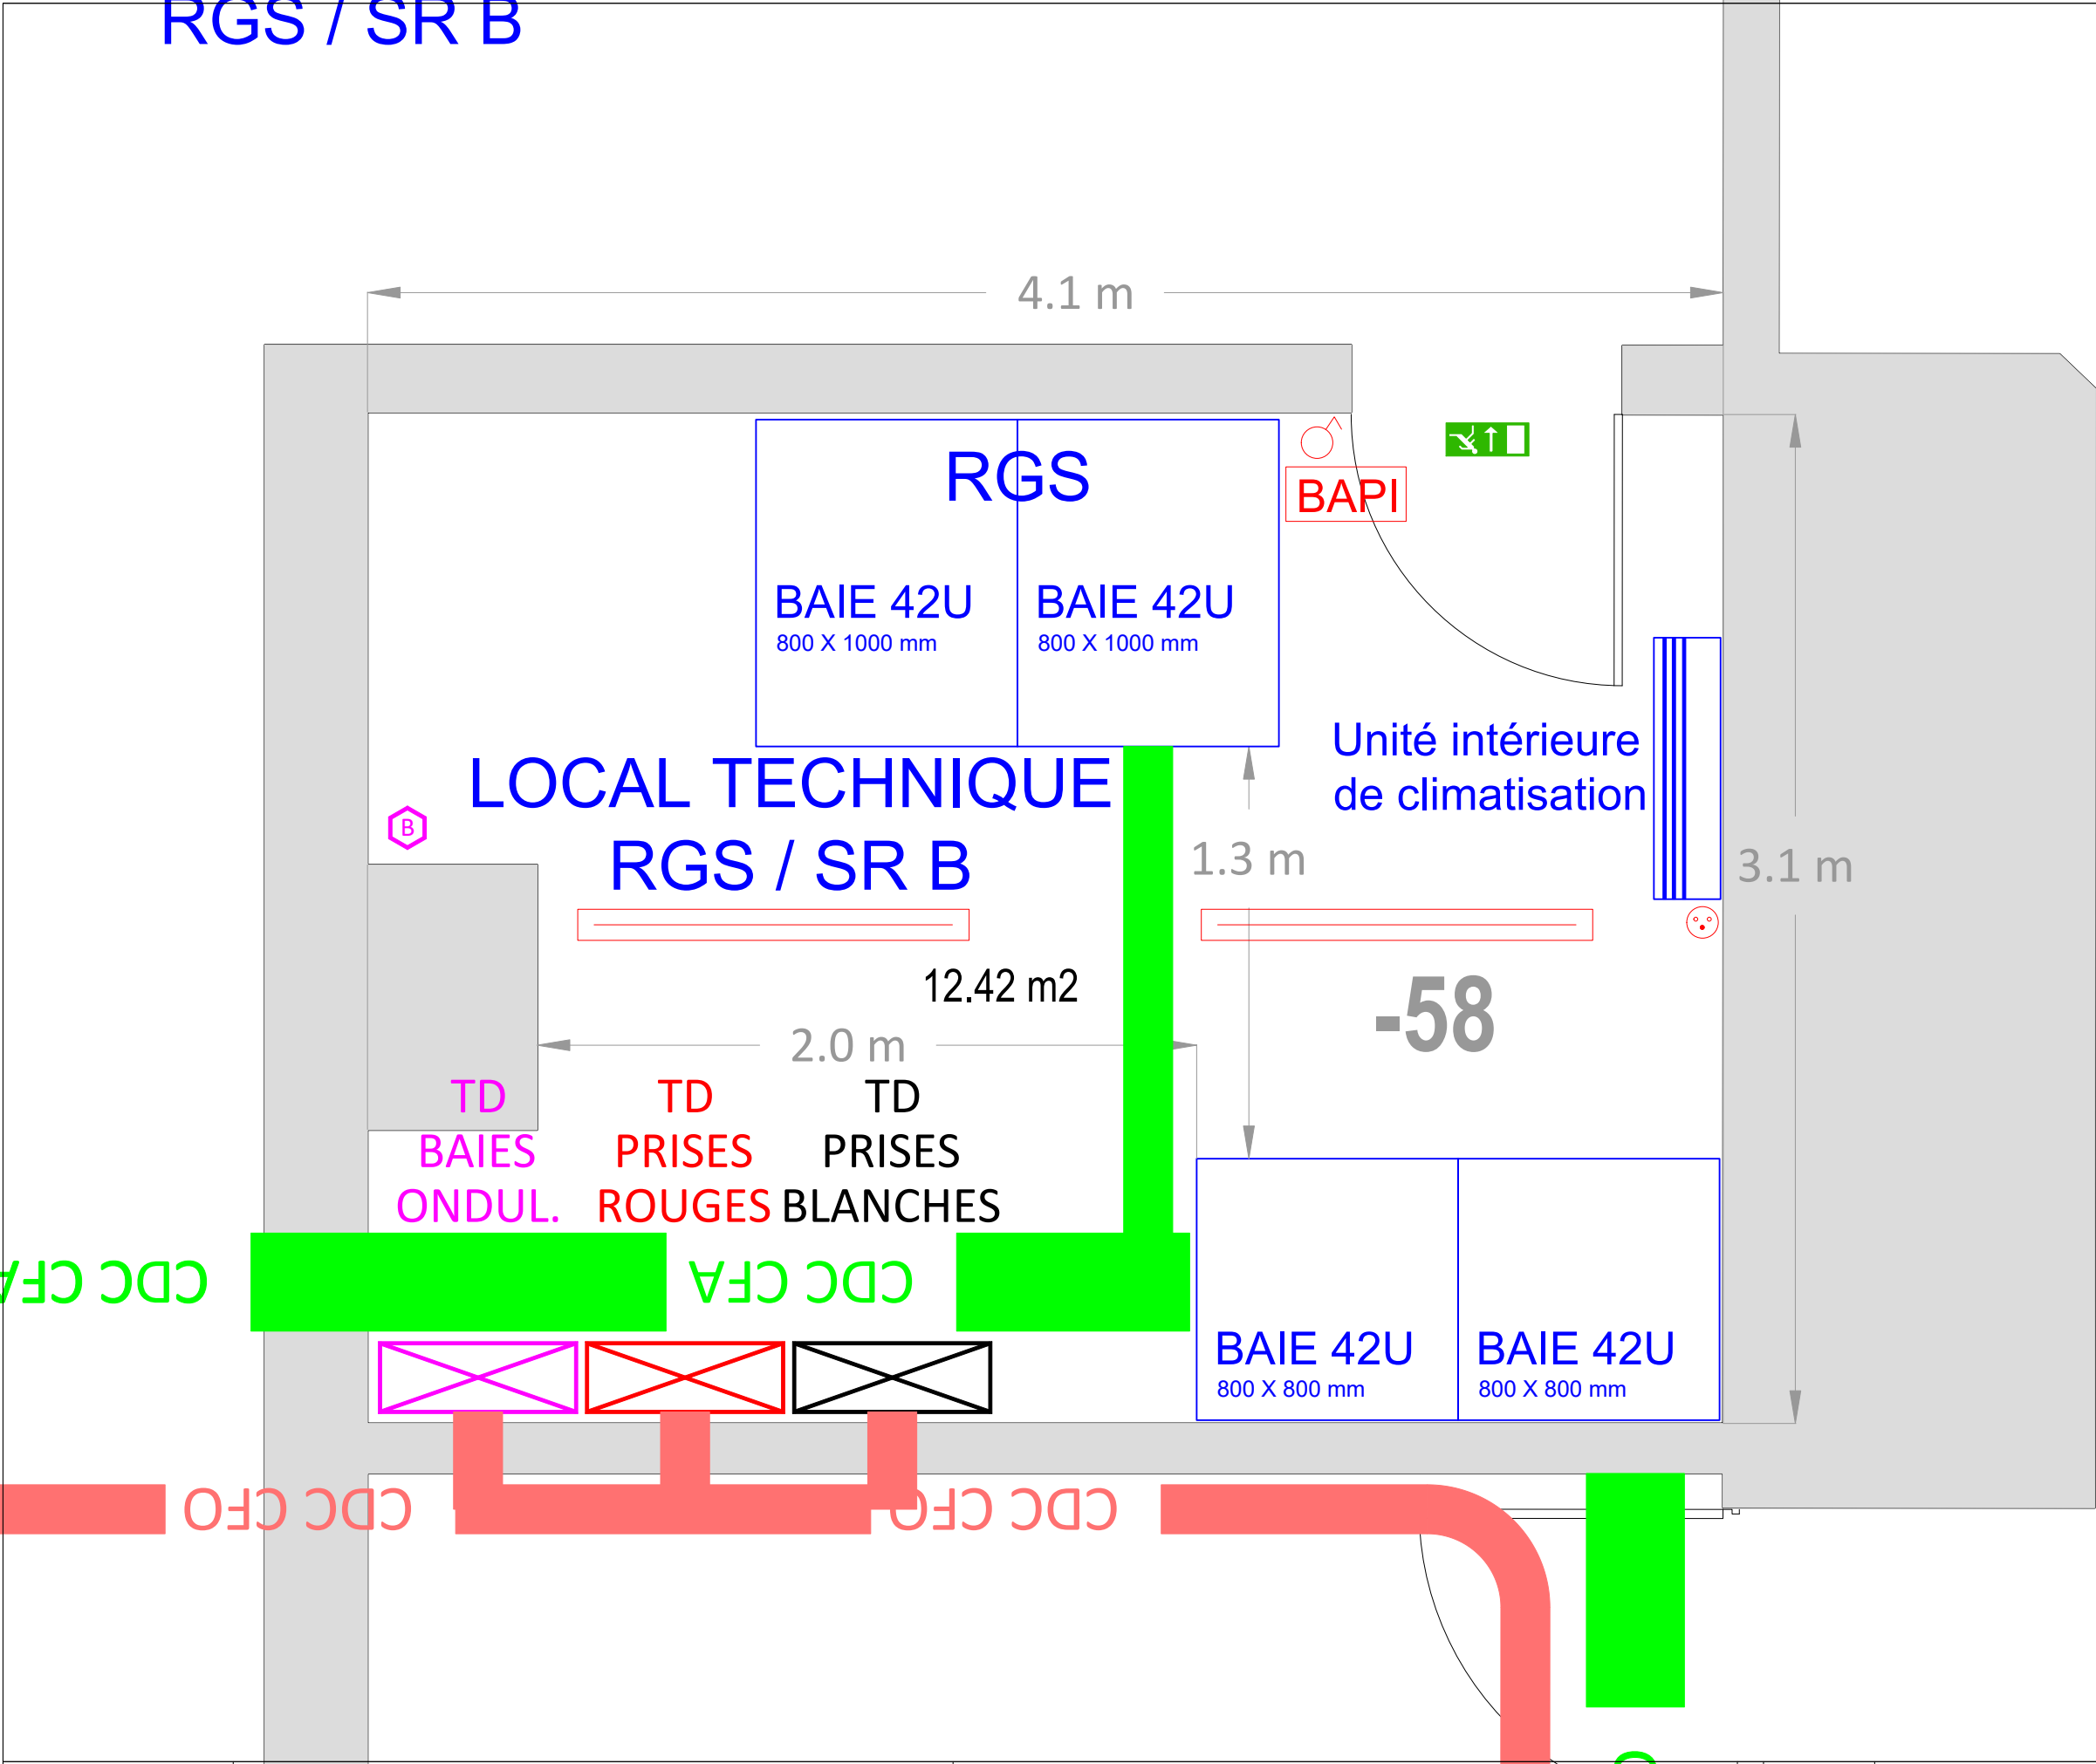 RGS / SR B
4.1 m
RGS
BAPI
BAIE 42U
800 X 1000 mm
BAIE 42U
800 X 1000 mm
Unité intérieure
de climatisation
LOCAL TECHNIQUE
RGS / SR B
B
1.3 m
3.1 m
12.42 m2
-58
2.0 m
TD
BAIES
ONDUL.
TD
PRISES
ROUGES
TD
PRISES
BLANCHES
CDC CFA
CDC CFA
BAIE 42U
800 X 800 mm
BAIE 42U
800 X 800 mm
CDC CFO
CDC CFO